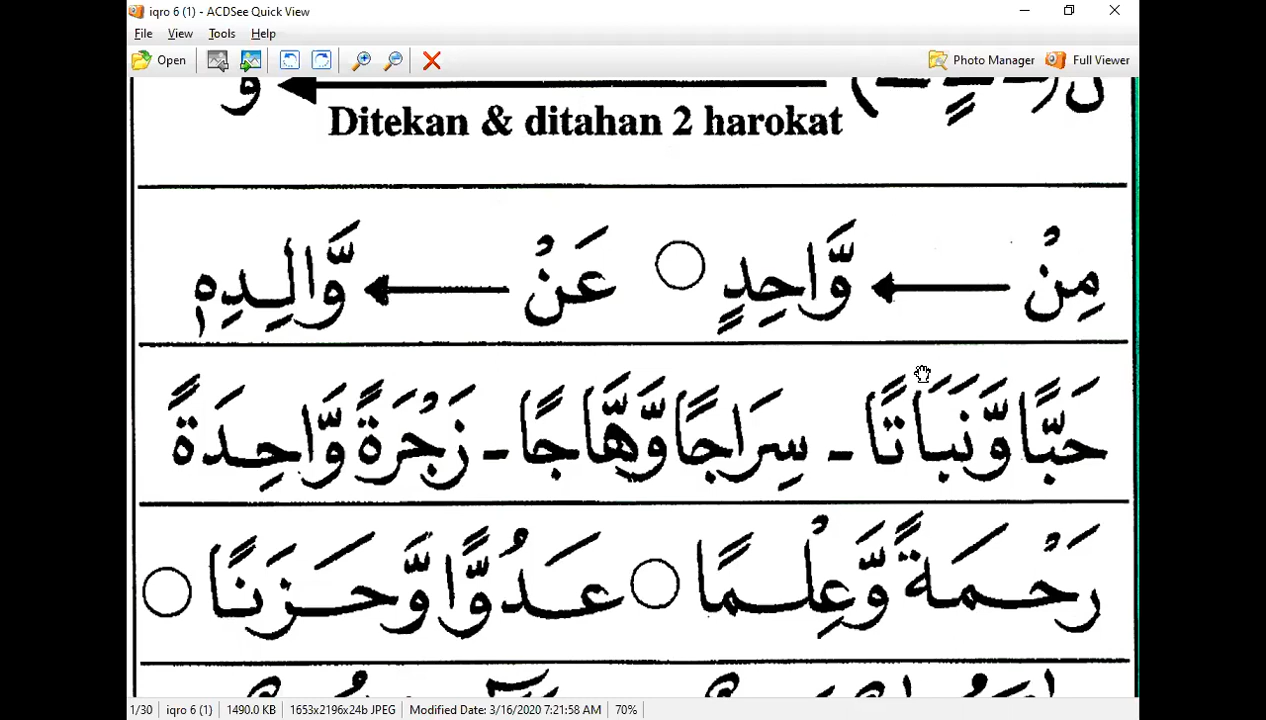 iqro 6 (1) - ACDSee Quick View
File View Tools Help
Open Photo Manager Full Viewer
Ditekan & ditahan 2 harokat
مِنْ وَّاحِدٍ عَنْ وَّالِدِهٖ
حَبًّا وَّنَبَاتًا - سِرَاجًا وَّهَّاجًا - زَجْرَةً وَّاحِدَةً
رَحْمَةً وَّعِلْمًا عَدُوًّا وَّحَزَنًا
1/30 iqro 6 (1) 1490.0 KB 1653x2196x24b JPEG Modified Date: 3/16/2020 7:21:58 AM 70%